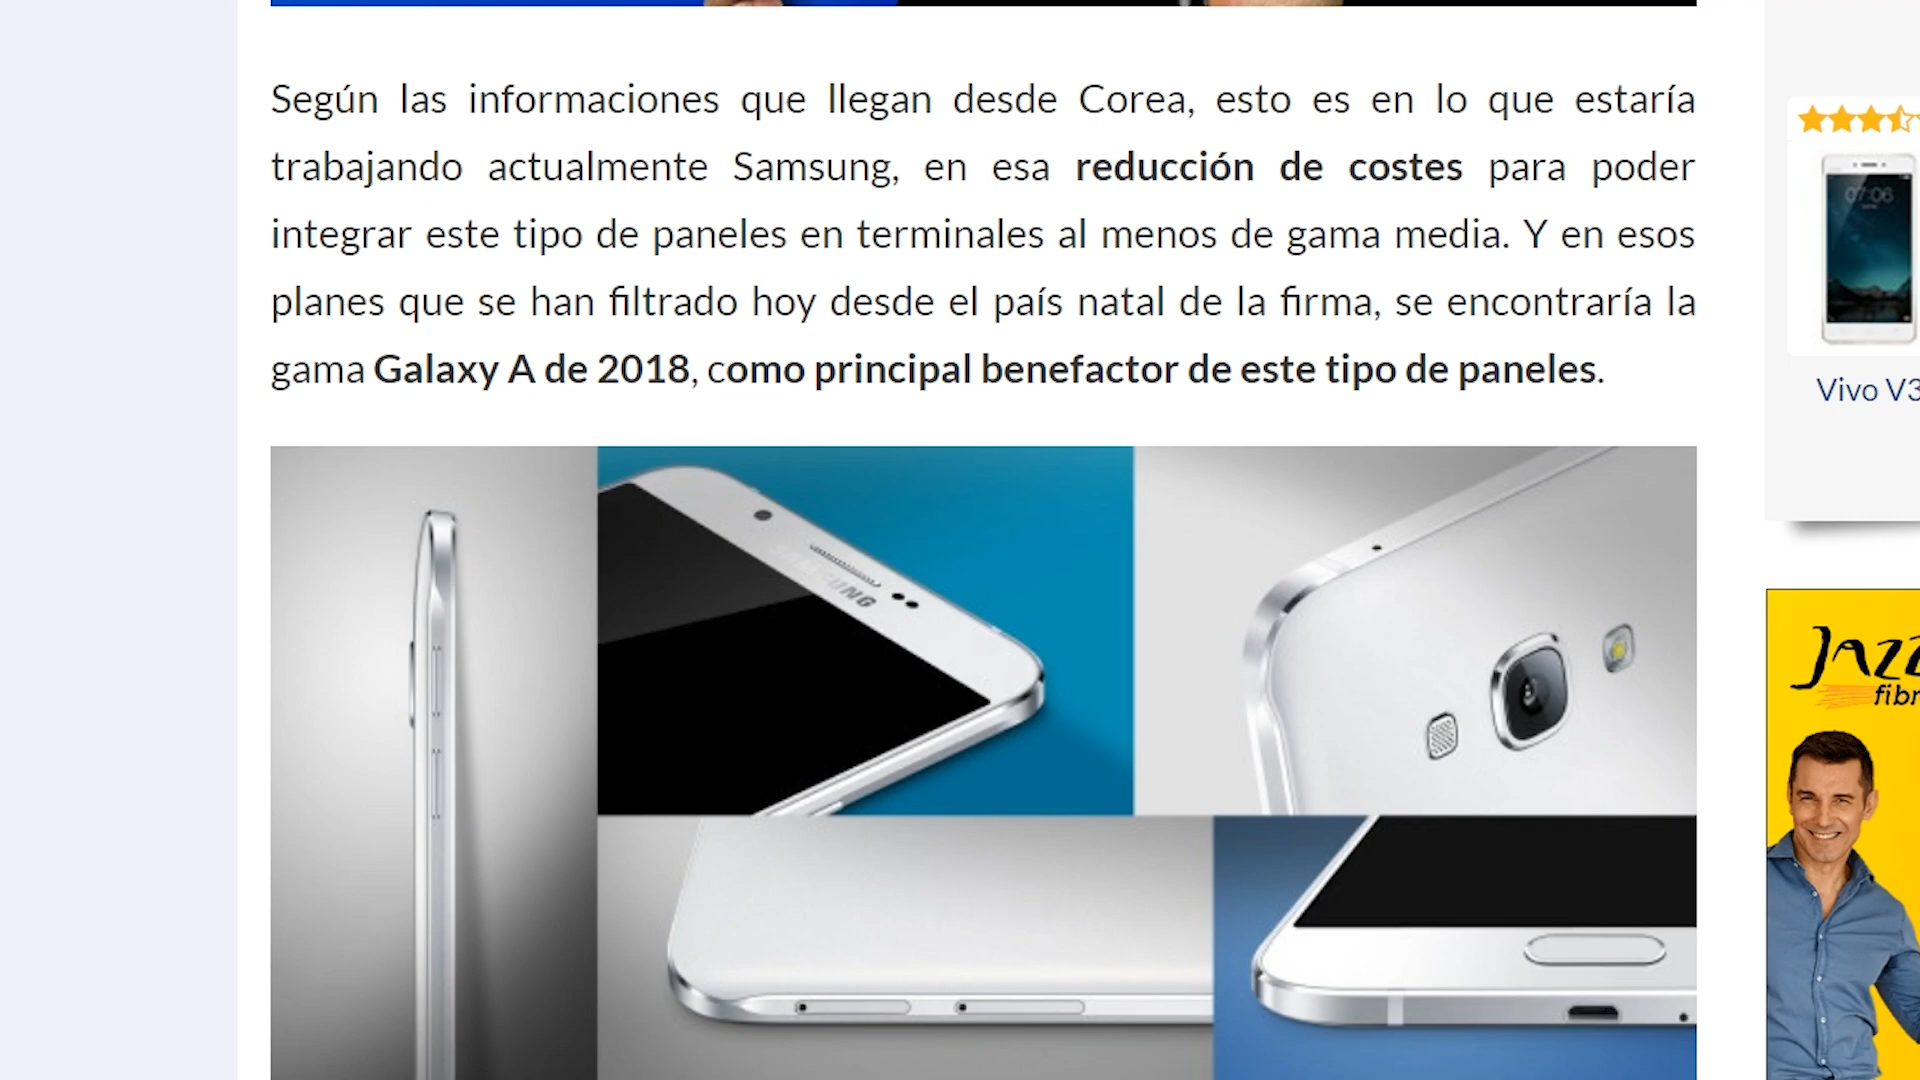 Según las informaciones que llegan desde Corea, esto es en lo que estaría
trabajando actualmente Samsung, en esa reducción de costes para poder
integrar este tipo de paneles en terminales al menos de gama media. Y en esos
planes que se han filtrado hoy desde el país natal de la firma, se encontraría la
gama Galaxy A de 2018, como principal benefactor de este tipo de paneles.
07:06
Vivo V3
SAMSUNG